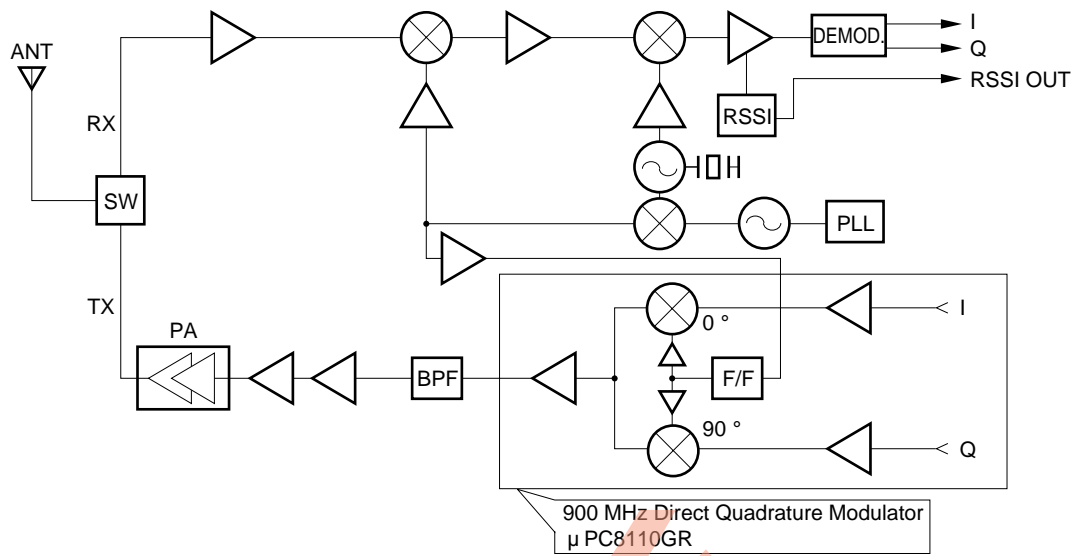 I
DEMOD.
Q
ANT
RSSI OUT
RSSI
RX
SW
PLL
TX
I
0 °
PA
F/F
BPF
90 °
Q
900 MHz Direct Quadrature Modulator
µ PC8110GR